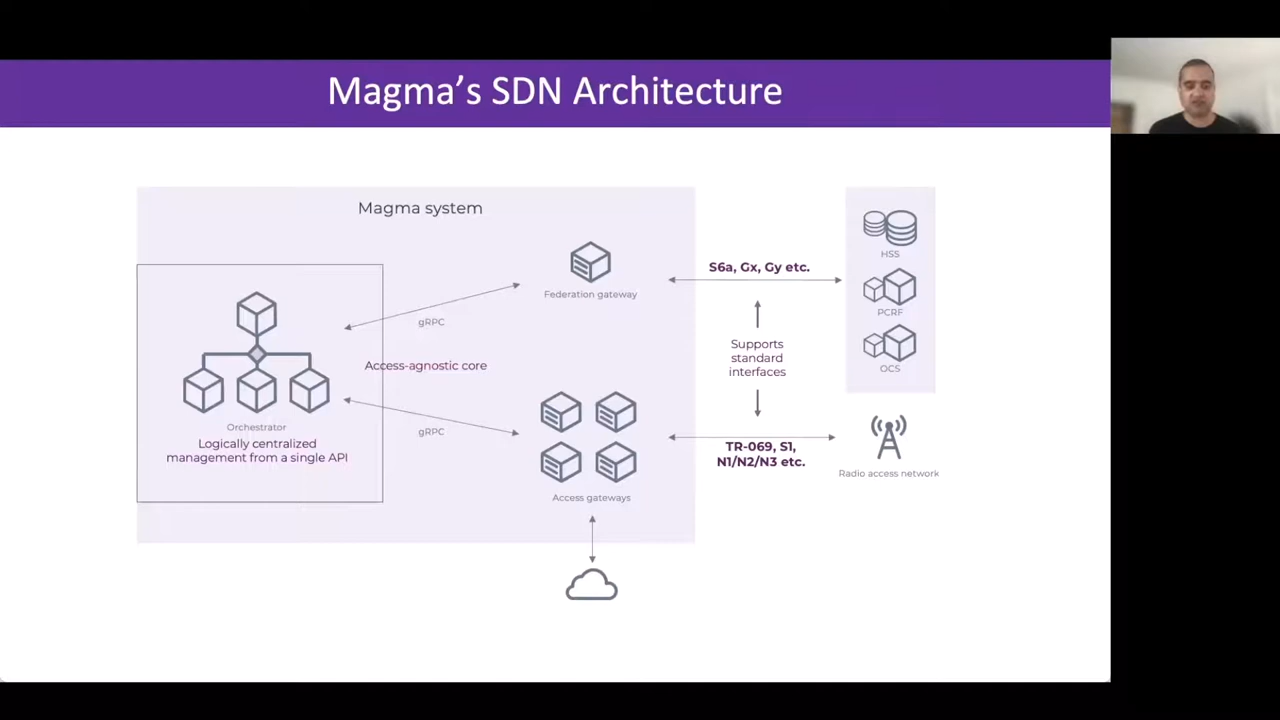 Magma's SDN Architecture
Magma system
Federation gateway
gRPC
Access-agnostic core
gRPC
Orchestrator
Logically centralized
management from a single API
Access gateways
S6a, Gx, Gy etc.
Supports
standard
interfaces
TR-069, S1,
N1/N2/N3 etc.
HSS
PCRF
OCS
Radio access network